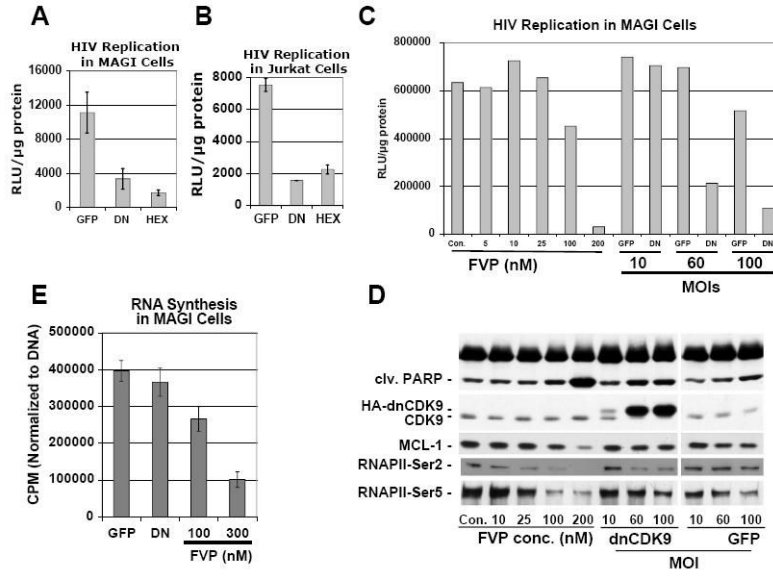 A
HIV Replication
in MAGI Cells
RLU/µg protein
16000
12000
8000
4000
0
GFP DN HEX
B
HIV Replication
in Jurkat Cells
RLU/µg protein
8000
6000
4000
2000
0
GFP DN HEX
C
HIV Replication in MAGI Cells
RLU/µg protein
800000
600000
400000
200000
0
Con. 5 10 25 100 200 GFP DN GFP DN GFP DN
FVP (nM)
10 60 100
MOIs
E
RNA Synthesis
in MAGI Cells
CPM (Normalized to DNA)
500000
400000
300000
200000
100000
0
GFP DN 100 300
FVP (nM)
D
clv. PARP -
HA-dnCDK9 -
CDK9 -
MCL-1 -
RNAPII-Ser2 -
RNAPII-Ser5 -
Con. 10 25 100 200 10 60 100 10 60 100
FVP conc. (nM) dnCDK9 GFP
MOI